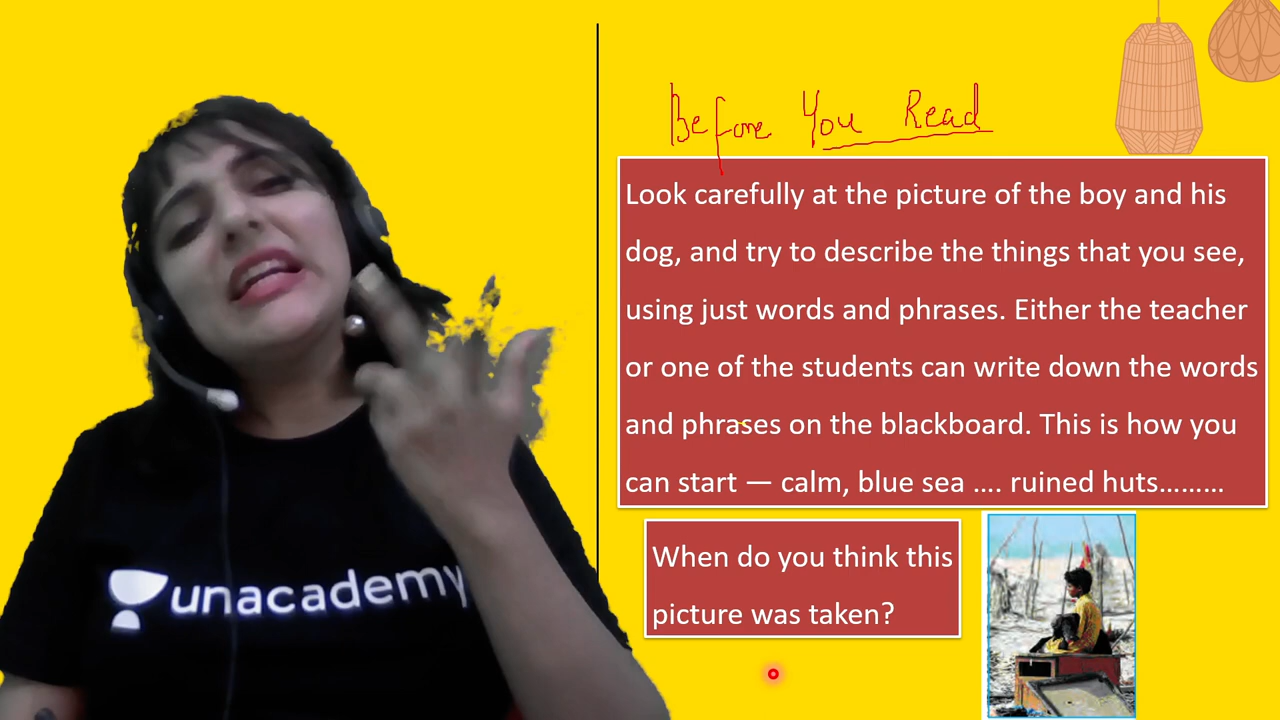 Before You Read
Look carefully at the picture of the boy and his
dog, and try to describe the things that you see,
using just words and phrases. Either the teacher
or one of the students can write down the words
and phrases on the blackboard. This is how you
can start — calm, blue sea .... ruined huts.........
When do you think this
picture was taken?
unacademy